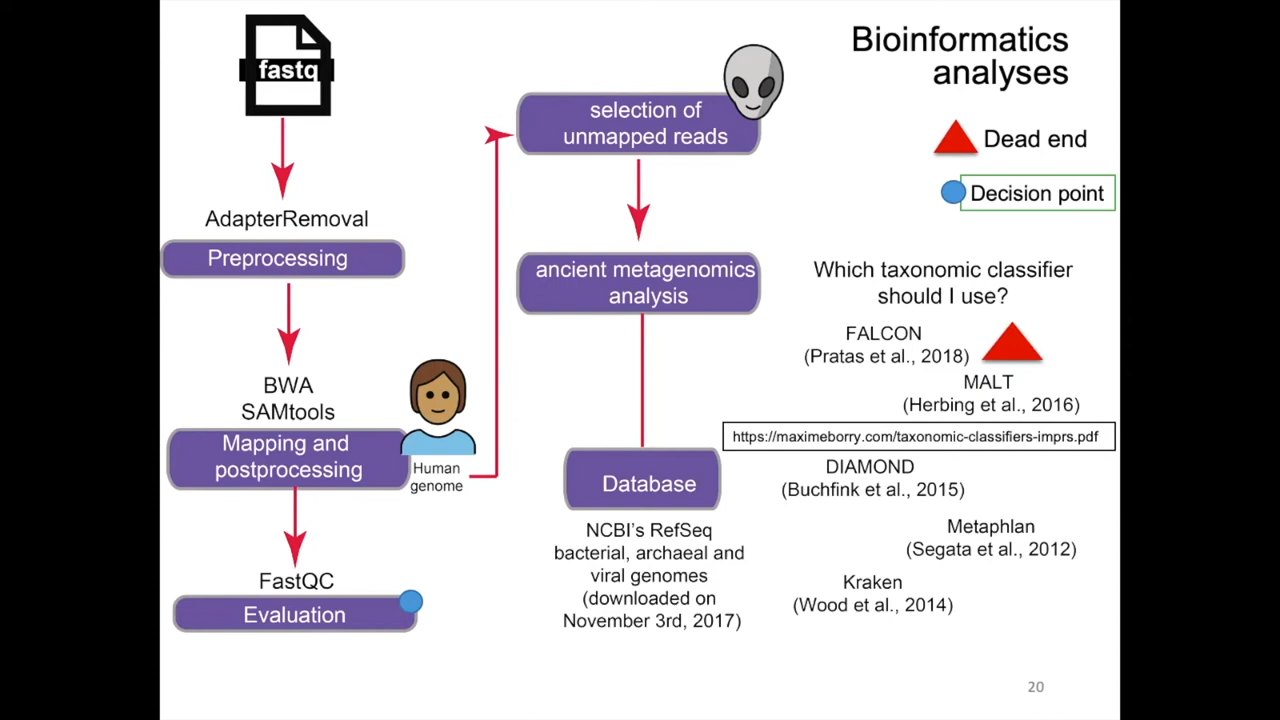 Bioinformatics
analyses
fastq
AdapterRemoval
Preprocessing
BWA
SAMtools
Mapping and
postprocessing
Human
genome
FastQC
Evaluation
selection of
unmapped reads
ancient metagenomics
analysis
Database
NCBI's RefSeq
bacterial, archaeal and
viral genomes
(downloaded on
November 3rd, 2017)
Dead end
Decision point
Which taxonomic classifier
should I use?
FALCON
(Pratas et al., 2018)
MALT
(Herbing et al., 2016)
https://maximeborry.com/taxonomic-classifiers-imprs.pdf
DIAMOND
(Buchfink et al., 2015)
Metaphlan
(Segata et al., 2012)
Kraken
(Wood et al., 2014)
20